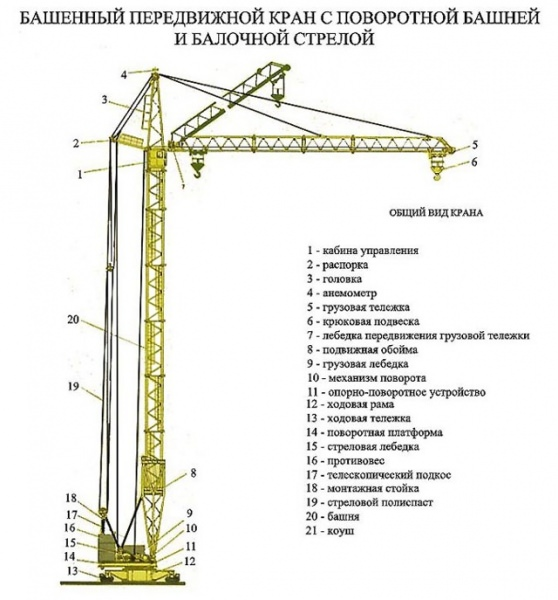 БАШЕННЫЙ ПЕРЕДВИЖНОЙ КРАН С ПОВОРОТНОЙ БАШНЕЙ
И БАЛОЧНОЙ СТРЕЛОЙ
4
3
2
1
7
5
6
ОБЩИЙ ВИД КРАНА
1 - кабина управления
2 - распорка
3 - головка
4 - анемометр
5 - грузовая тележка
6 - крюковая подвеска
7 - лебедка передвижения грузовой тележки
8 - подвижная обойма
9 - грузовая лебедка
10 - механизм поворота
11 - опорно-поворотное устройство
12 - ходовая рама
13 - ходовая тележка
14 - поворотная платформа
15 - стреловая лебедка
16 - противовес
17 - телескопический подкос
18 - монтажная стойка
19 - стреловой полиспаст
20 - башня
21 - коуш
20
19
8
18
17
16
15
14
13
9
10
11
12